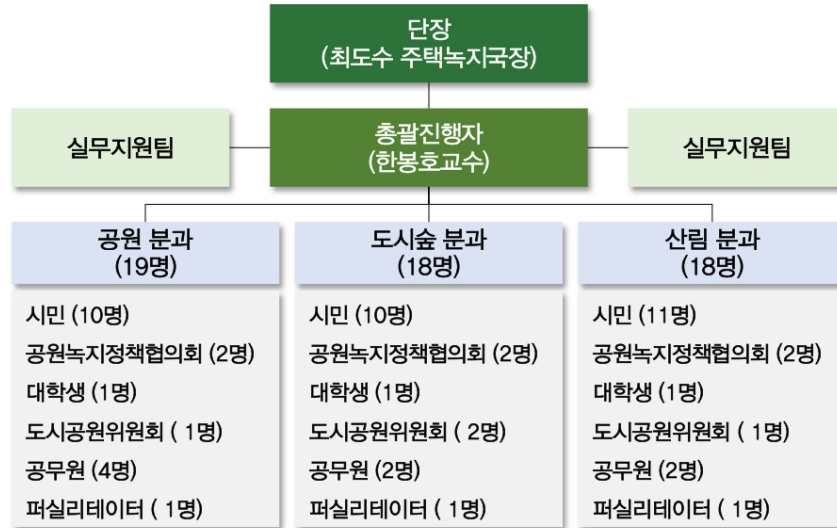 단장
(최도수 주택녹지국장)
실무지원팀
총괄진행자
(한봉호교수)
실무지원팀
공원 분과
(19명)
시민 (10명)
공원녹지정책협의회 (2명)
대학생 (1명)
도시공원위원회 ( 1명)
공무원 (4명)
퍼실리테이터 ( 1명)
도시숲 분과
(18명)
시민 (10명)
공원녹지정책협의회 (2명)
대학생 (1명)
도시공원위원회 ( 2명)
공무원 (2명)
퍼실리테이터 ( 1명)
산림 분과
(18명)
시민 (11명)
공원녹지정책협의회 (2명)
대학생 (1명)
도시공원위원회 ( 1명)
공무원 (2명)
퍼실리테이터 ( 1명)